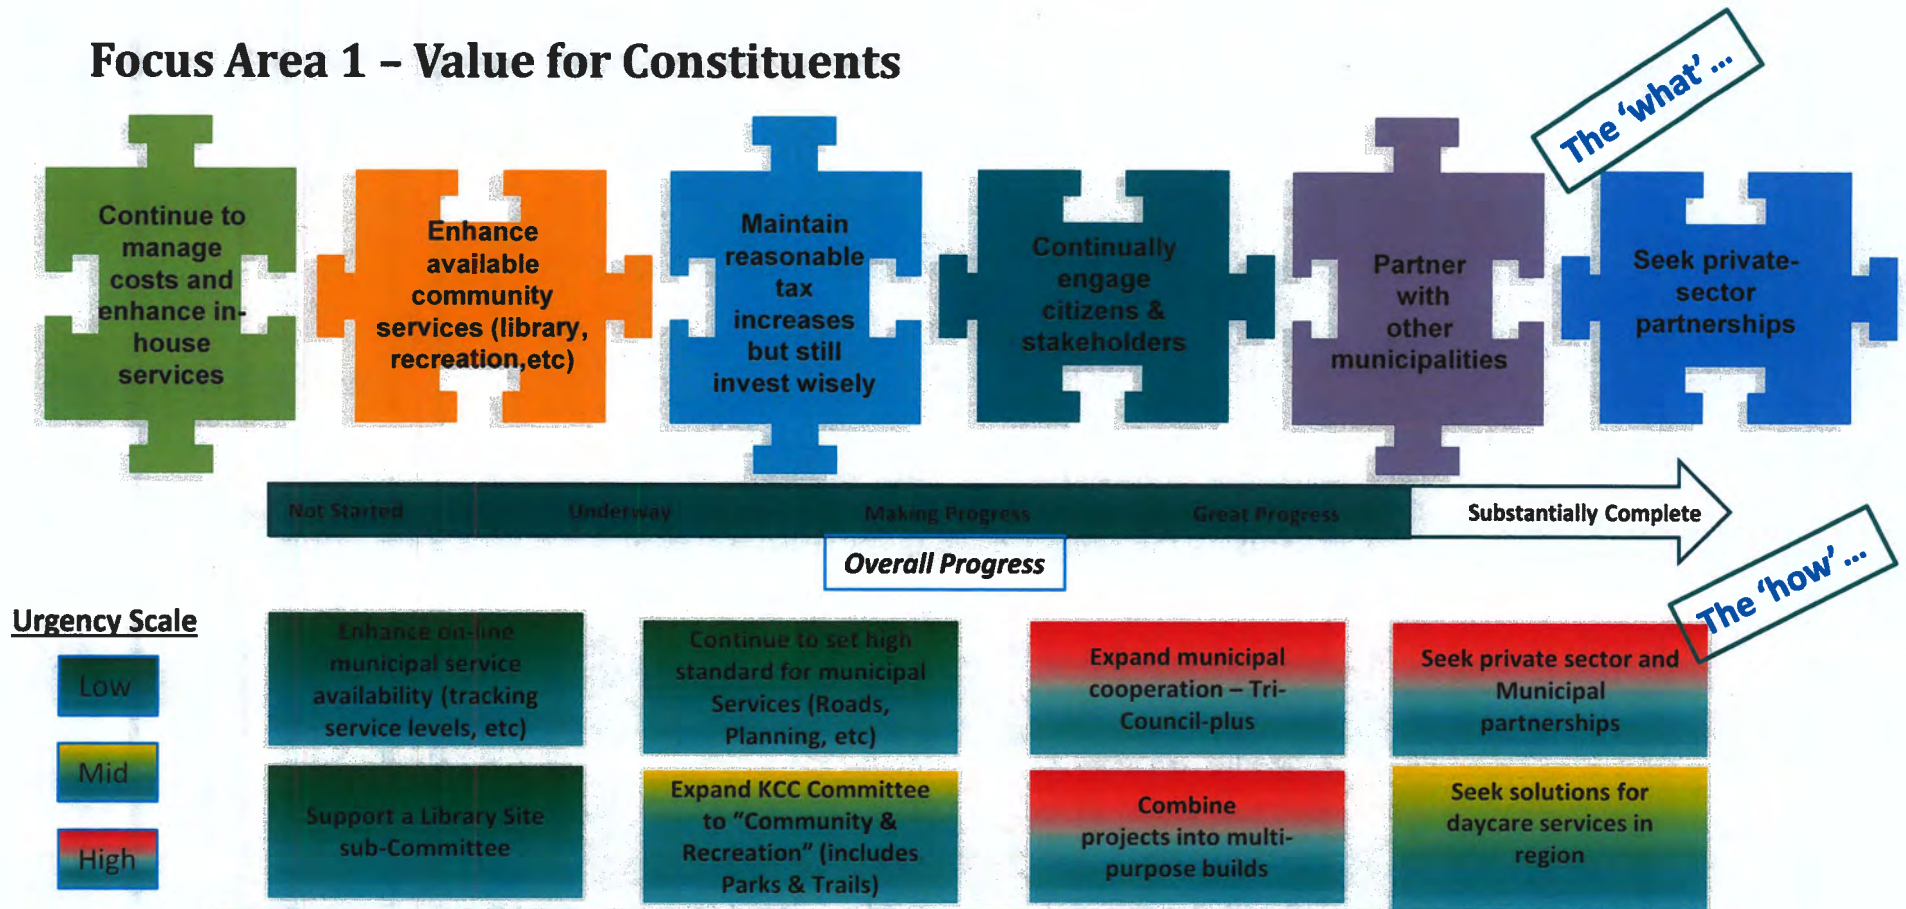 Focus Area 1 – Value for Constituents
The ‘what’...
Continue to
manage
costs and
enhance in-
house
services
Enhance
available
community
services (library,
recreation,etc)
Maintain
reasonable
tax
increases
but still
invest wisely
Continually
engage
citizens &
stakeholders
Partner
with
other
municipalities
Seek private-
sector
partnerships
Not Started
Underway
Making Progress
Great Progress
Substantially Complete
Overall Progress
The ‘how’...
Urgency Scale
Low
Mid
High
Enhance on-line
municipal service
availability (tracking
service levels, etc)
Continue to set high
standard for municipal
Services (Roads,
Planning, etc)
Expand municipal
cooperation – Tri-
Council-plus
Seek private sector and
Municipal
partnerships
Support a Library Site
sub-Committee
Expand KCC Committee
to “Community &
Recreation” (includes
Parks & Trails)
Combine
projects into multi-
purpose builds
Seek solutions for
daycare services in
region